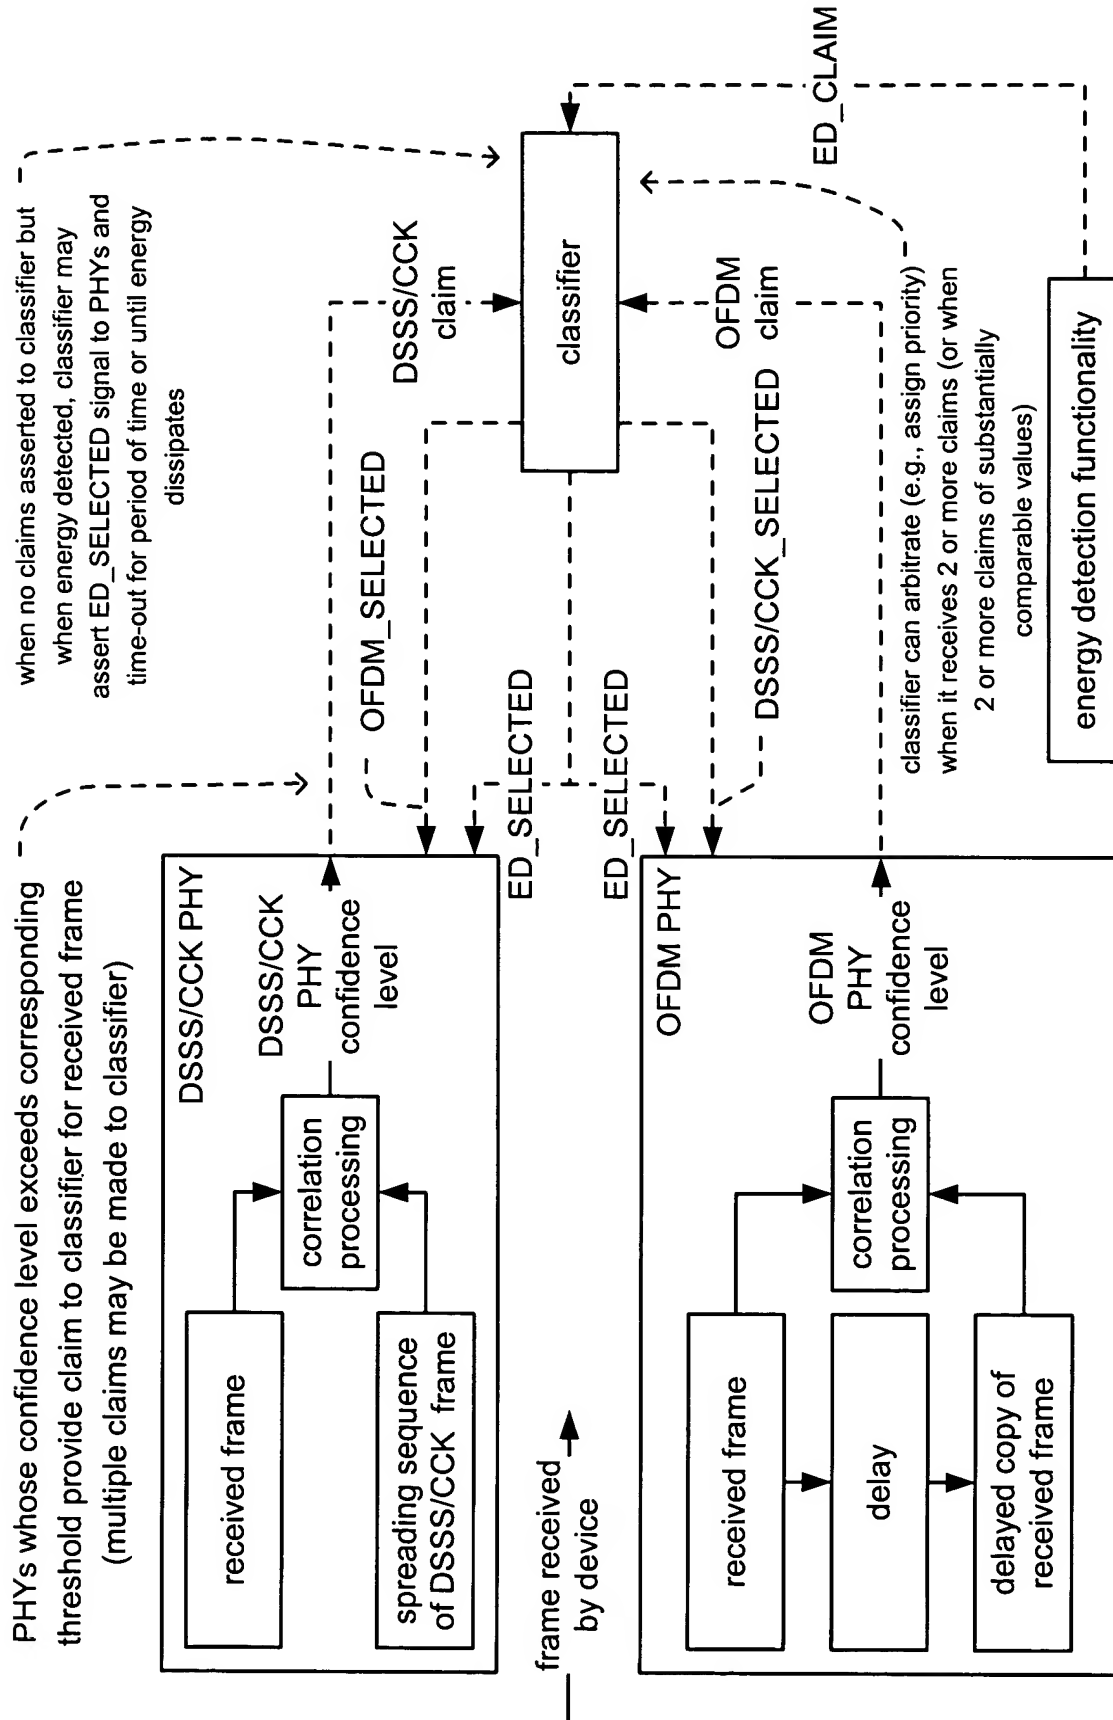 PHYs whose confidence level exceeds corresponding
threshold provide claim to classifier for received frame
(multiple claims may be made to classifier)
when no claims asserted to classifier but
when energy detected, classifier may
assert ED_SELECTED signal to PHYs and
time-out for period of time or until energy
dissipates
DSSS/CCK PHY
received frame
spreading sequence
of DSSS/CCK frame
correlation
processing
DSSS/CCK
PHY
confidence
level
OFDM_SELECTED
DSSS/CCK
claim
ED_SELECTED
ED_SELECTED
classifier
ED_CLAIM
frame received
by device
OFDM PHY
received frame
delay
delayed copy of
received frame
correlation
processing
OFDM
PHY
confidence
level
DSSS/CCK_SELECTED
OFDM
claim
classifier can arbitrate (e.g., assign priority)
when it receives 2 or more claims (or when
2 or more claims of substantially
comparable values)
energy detection functionality